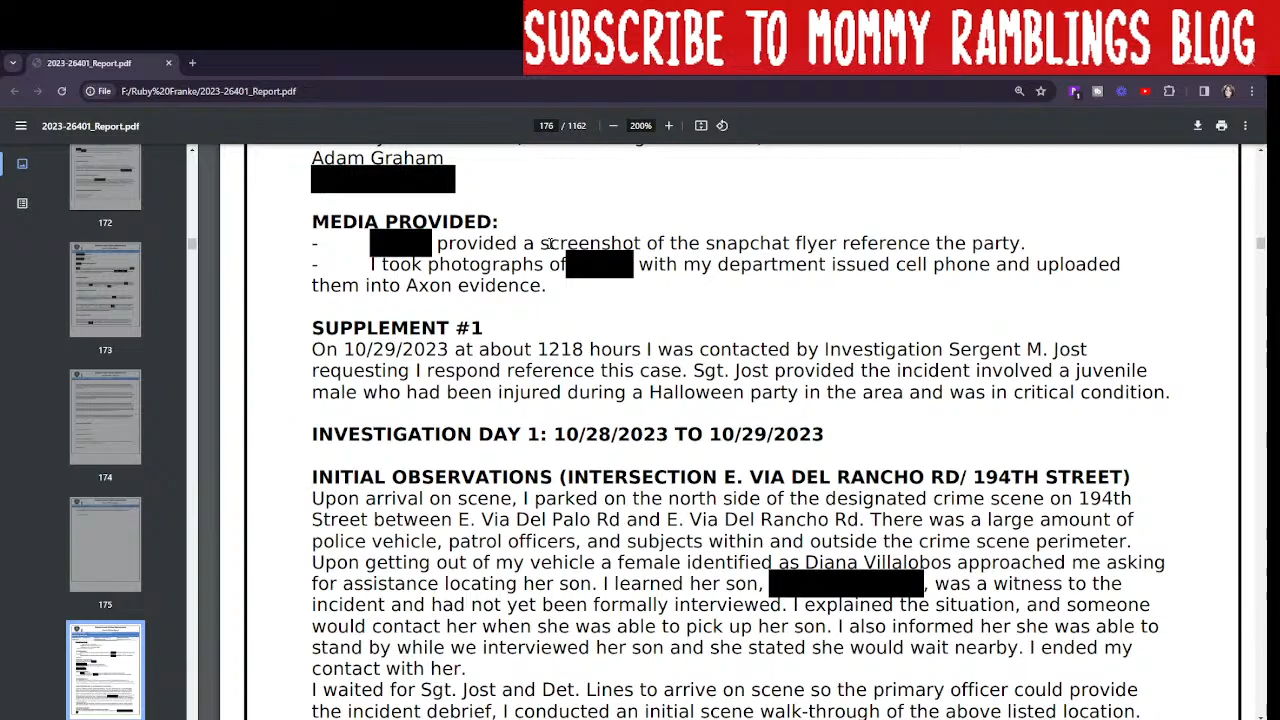 SUBSCRIBE TO MOMMY RAMBLINGS BLOG
2023-26401_Report.pdf
File F:/Ruby%20Franke/2023-26401_Report.pdf
2023-26401_Report.pdf 176 / 1162 200%
Adam Graham
MEDIA PROVIDED:
- provided a screenshot of the snapchat flyer reference the party.
- I took photographs of with my department issued cell phone and uploaded
them into Axon evidence.
SUPPLEMENT #1
On 10/29/2023 at about 1218 hours I was contacted by Investigation Sergent M. Jost
requesting I respond reference this case. Sgt. Jost provided the incident involved a juvenile
male who had been injured during a Halloween party in the area and was in critical condition.
INVESTIGATION DAY 1: 10/28/2023 TO 10/29/2023
INITIAL OBSERVATIONS (INTERSECTION E. VIA DEL RANCHO RD/ 194TH STREET)
Upon arrival on scene, I parked on the north side of the designated crime scene on 194th
Street between E. Via Del Palo Rd and E. Via Del Rancho Rd. There was a large amount of
police vehicle, patrol officers, and subjects within and outside the crime scene perimeter.
Upon getting out of my vehicle a female identified as Diana Villalobos approached me asking
for assistance locating her son. I learned her son, , was a witness to the
incident and had not yet been formally interviewed. I explained the situation, and someone
would contact her when she was able to pick up her son. I also informed her she was able to
stand by while we interviewed her son and she stated she would wait nearby. I ended my
contact with her.
I waited for Sgt. Jost and Det. Lines to arrive on scene so the primary officer could provide
the incident debrief, I conducted an initial scene walk-through of the above listed location.
172
173
174
175